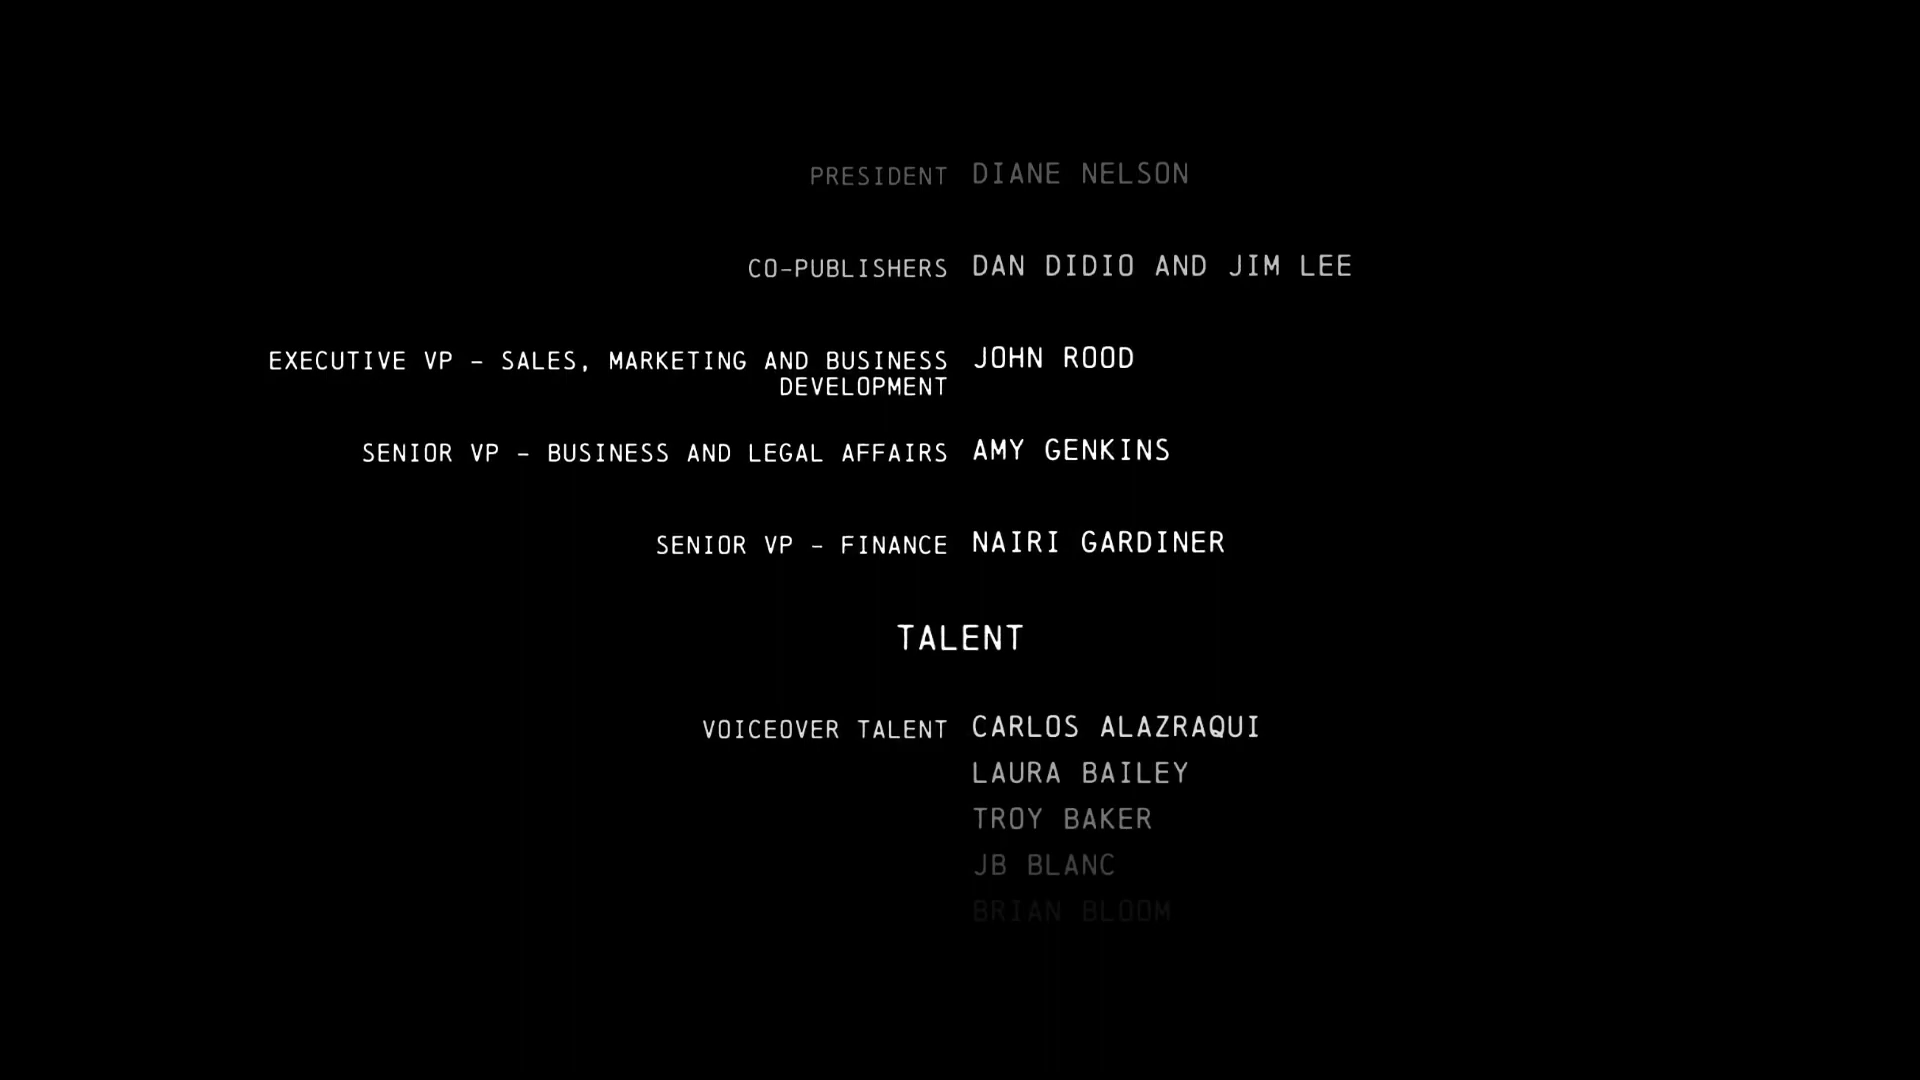 PRESIDENT DIANE NELSON
CO-PUBLISHERS DAN DIDIO AND JIM LEE
EXECUTIVE VP - SALES, MARKETING AND BUSINESS JOHN ROOD
DEVELOPMENT
SENIOR VP - BUSINESS AND LEGAL AFFAIRS AMY GENKINS
SENIOR VP - FINANCE NAIRI GARDINER
TALENT
VOICEOVER TALENT CARLOS ALAZRAQUI
LAURA BAILEY
TROY BAKER
JB BLANC
BRIAN BLOOM